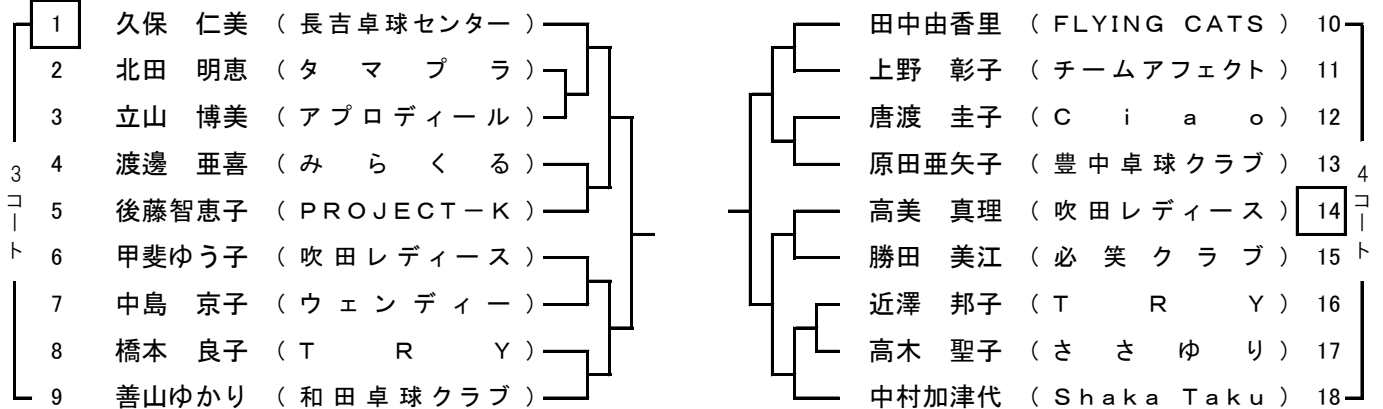 1 久保 仁美 (長吉卓球センター)
2 北田 明恵 (タマプラ)
3 立山 博美 (アプロディール)
4 渡邊 亜喜 (みらくる)
5 後藤智恵子 (PROJECT－K)
6 甲斐ゆう子 (吹田レディース)
7 中島 京子 (ウェンディー)
8 橋本 良子 (TRY)
9 善山ゆかり (和田卓球クラブ)
3コート
田中由香里 (FLYING CATS) 10
上野 彰子 (チームアフェクト) 11
唐渡 圭子 (Ciao) 12
原田亜矢子 (豊中卓球クラブ) 13
高美 真理 (吹田レディース) 14
勝田 美江 (必笑クラブ) 15
近澤 邦子 (TRY) 16
高木 聖子 (ささゆり) 17
中村加津代 (Shaka Taku) 18
4コート